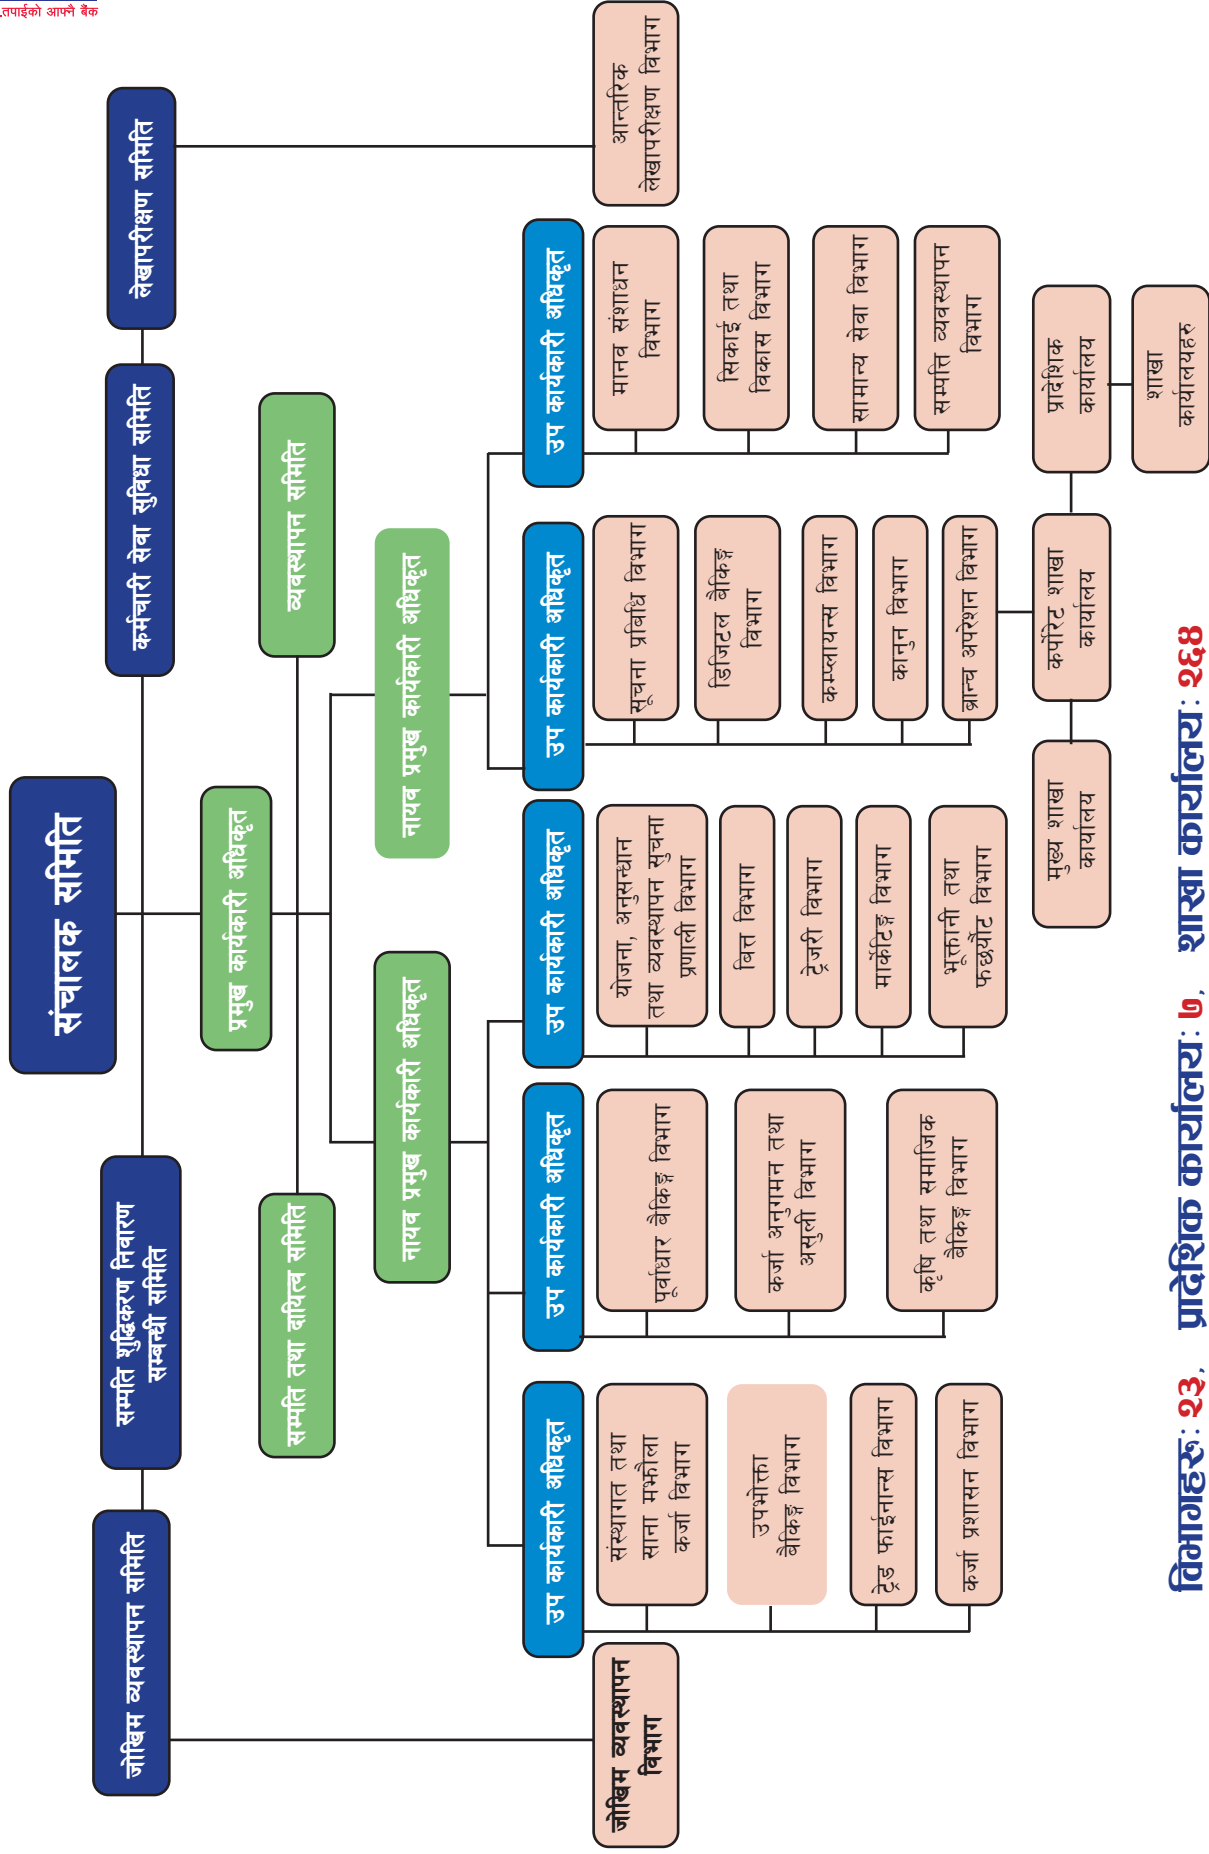 तपाईको आफ्नै बैंक
संचालक समिति
जोखिम व्यवस्थापन समिति
सम्पति शुद्धिकरण निवारण
सम्बन्धी समिति
कर्मचारी सेवा सुविधा समिति
लेखापरीक्षण समिति
प्रमुख कार्यकारी अधिकृत
सम्पति तथा दायित्व समिति
व्यवस्थापन समिति
नायव प्रमुख कार्यकारी अधिकृत
नायव प्रमुख कार्यकारी अधिकृत
उप कार्यकारी अधिकृत
उप कार्यकारी अधिकृत
उप कार्यकारी अधिकृत
उप कार्यकारी अधिकृत
उप कार्यकारी अधिकृत
जोखिम व्यवस्थापन
विभाग
संस्थागत तथा
साना मझौला
कर्जा विभाग
उपभोक्ता
बैकिङ्ग विभाग
ट्रेड फाईनान्स विभाग
कर्जा प्रशासन विभाग
पूर्वाधार बैकिङ्ग विभाग
कर्जा अनुगमन तथा
असुली विभाग
कृषि तथा समाजिक
बैकिङ्ग विभाग
योजना, अनुसन्धान
तथा व्यवस्थापन सुचना
प्रणाली विभाग
बित्त विभाग
ट्रेजरी विभाग
मार्केटिङ्ग विभाग
भूक्तानी तथा
फछ्र्यौट विभाग
सूचना प्रबिधि विभाग
डिजिटल बैकिङ्ग
विभाग
कम्प्लायन्स विभाग
कानुन विभाग
ब्रान्च अपरेशन विभाग
मानव संशाधन
विभाग
सिकाई तथा
विकास विभाग
सामान्य सेवा विभाग
सम्पत्ति व्यवस्थापन
विभाग
आन्तरिक
लेखापरीक्षण विभाग
मुख्य शाखा
कार्यालय
कर्पोरेट शाखा
कार्यालय
प्रादेशिक
कार्यालय
शाखा
कार्यालयहरु
विभागहरु: २३, प्रादेशिक कार्यालय: ७, शाखा कार्यालय: २६४